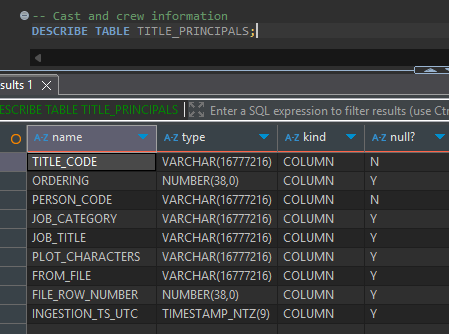 -- Cast and crew information
DESCRIBE TABLE TITLE_PRINCIPALS;
sults 1
ESCRIBE TABLE TITLE_PRINCIPALS Enter a SQL expression to filter results (use Ctr
A-Z name A-Z type A-Z kind A-Z null?
TITLE_CODE VARCHAR(16777216) COLUMN N
ORDERING NUMBER(38,0) COLUMN Y
PERSON_CODE VARCHAR(16777216) COLUMN N
JOB_CATEGORY VARCHAR(16777216) COLUMN Y
JOB_TITLE VARCHAR(16777216) COLUMN Y
PLOT_CHARACTERS VARCHAR(16777216) COLUMN Y
FROM_FILE VARCHAR(16777216) COLUMN Y
FILE_ROW_NUMBER NUMBER(38,0) COLUMN Y
INGESTION_TS_UTC TIMESTAMP_NTZ(9) COLUMN Y